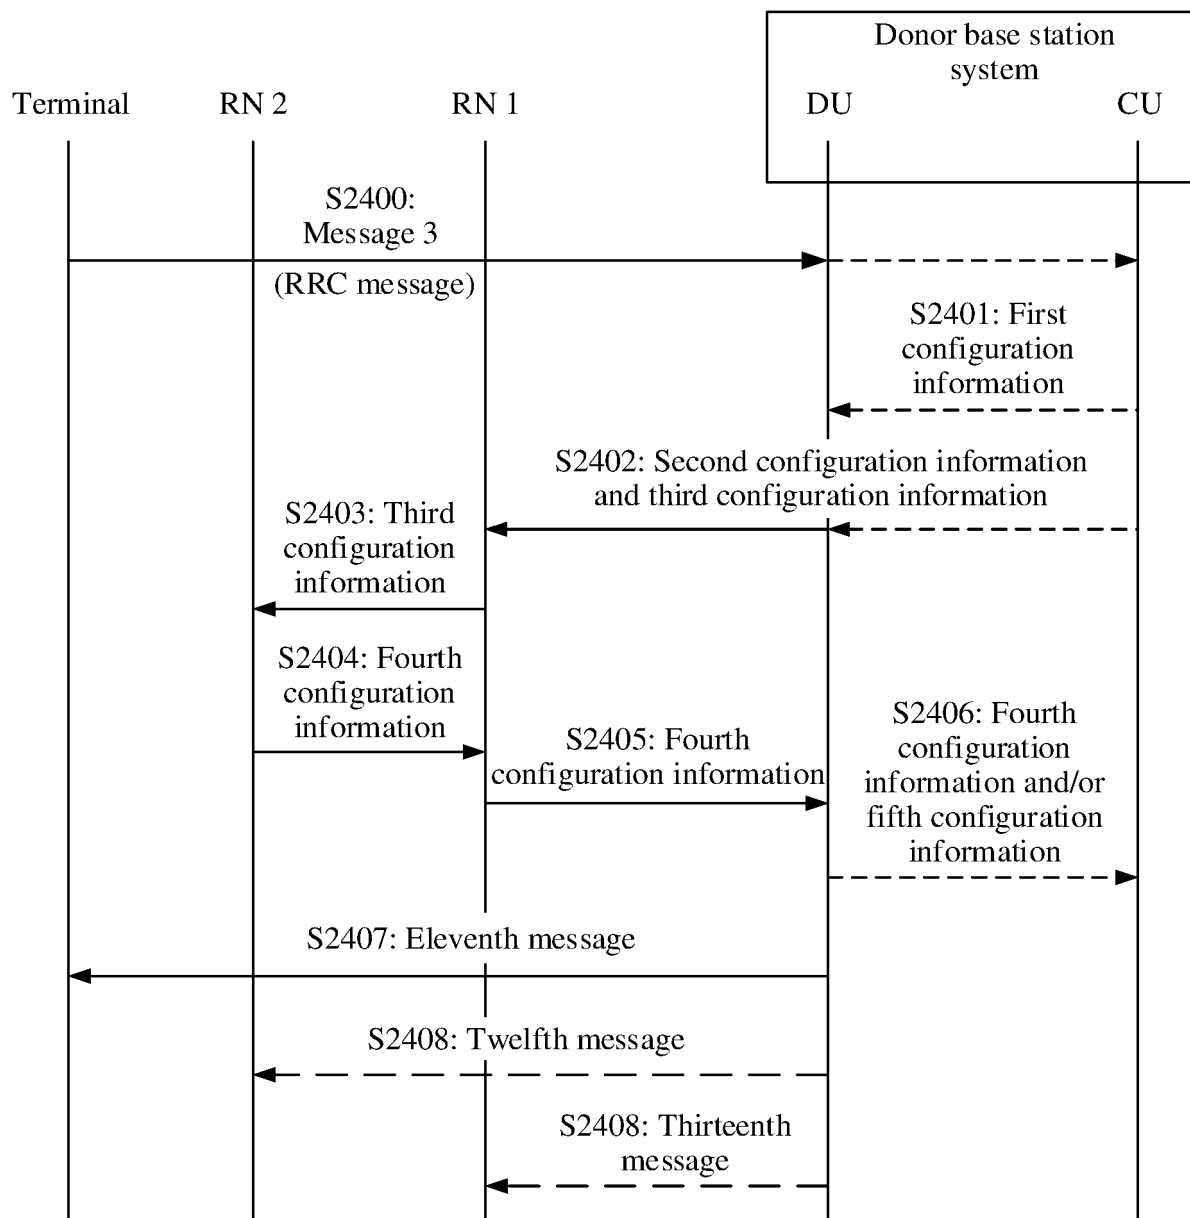 Donor base station
system
Terminal
RN 2
RN 1
DU
CU
S2400:
Message 3
(RRC message)
S2401: First
configuration
information
S2402: Second configuration information
and third configuration information
S2403: Third
configuration
information
S2404: Fourth
configuration
information
S2405: Fourth
configuration information
S2406: Fourth
configuration
information and/or
fifth configuration
information
S2407: Eleventh message
S2408: Twelfth message
S2408: Thirteenth
message